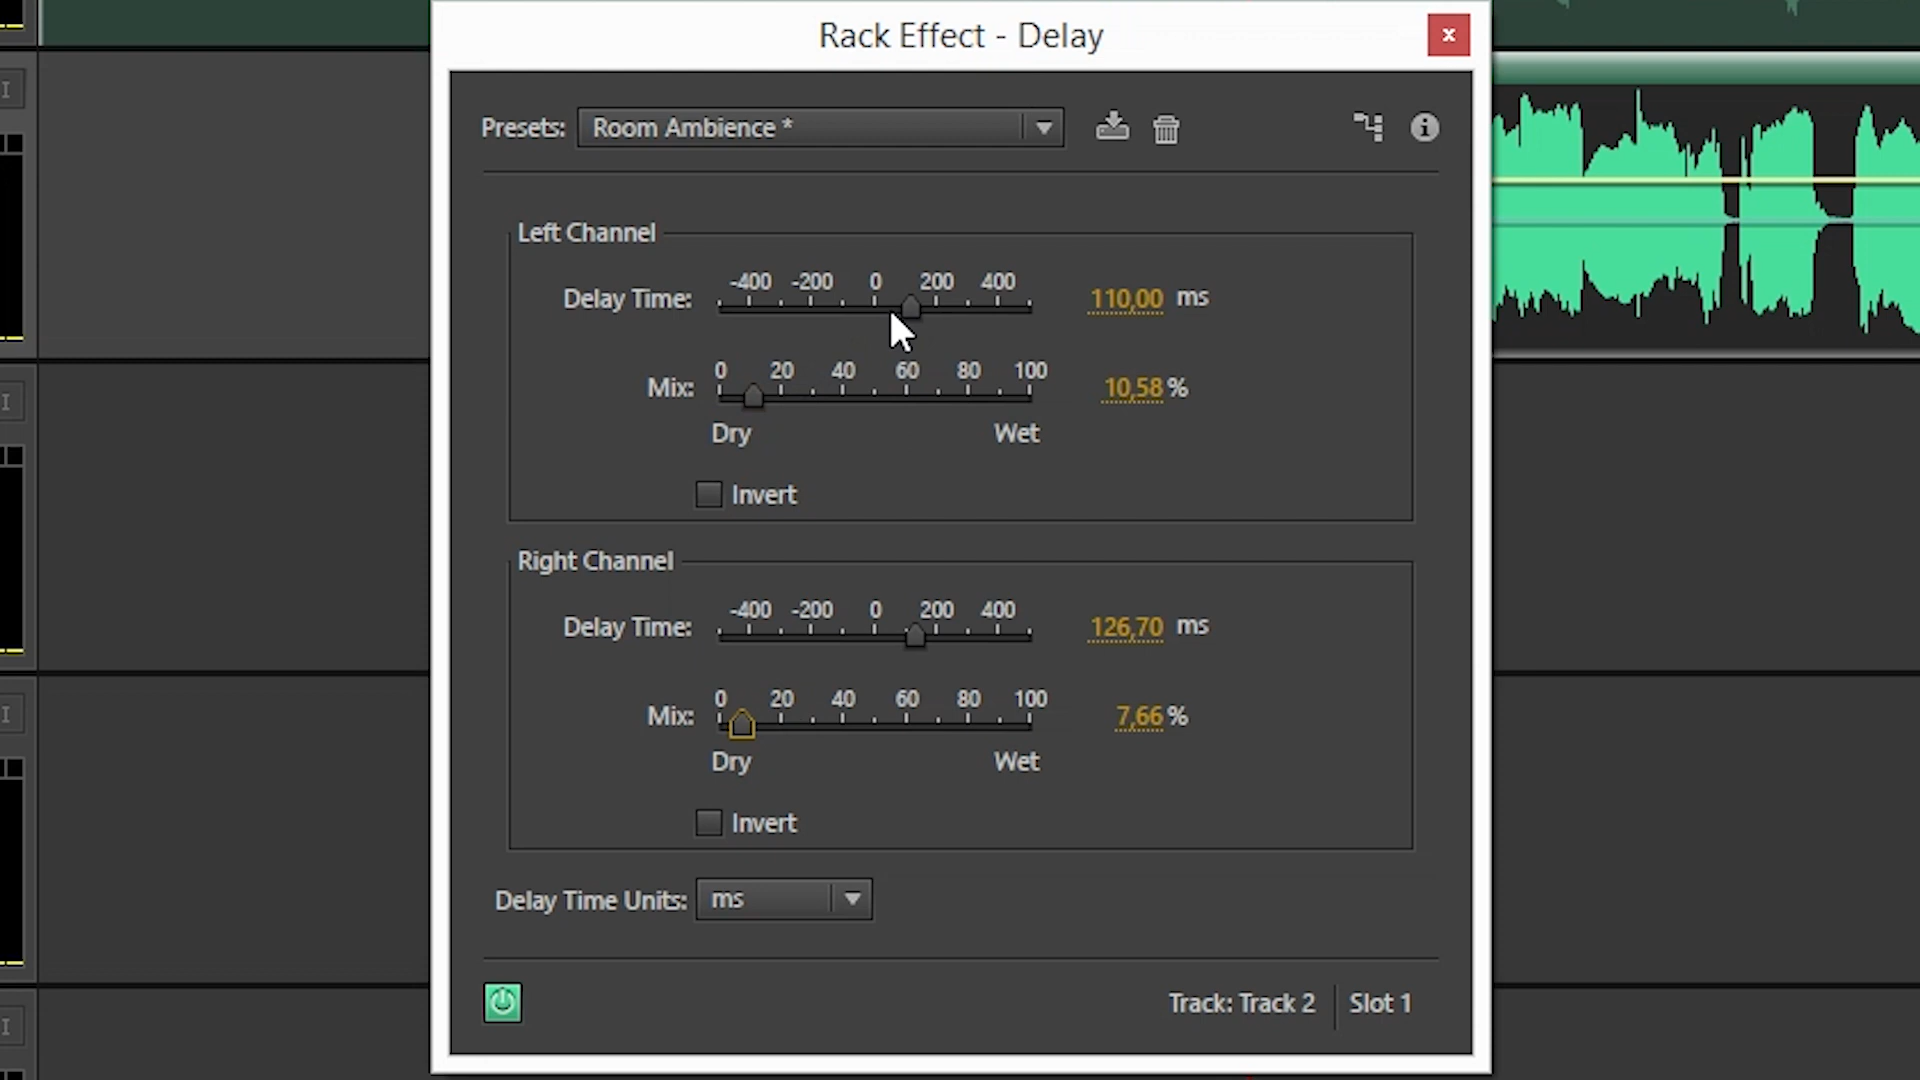 Rack Effect - Delay
x
Presets: Room Ambience *
Left Channel
-400 -200 0 200 400
Delay Time: 110,00 ms
0 20 40 60 80 100
Mix: 10,58 %
Dry Wet
Invert
Right Channel
-400 -200 0 200 400
Delay Time: 126,70 ms
0 20 40 60 80 100
Mix: 7,66 %
Dry Wet
Invert
Delay Time Units: ms
Track: Track 2 Slot 1
I
I
I
I